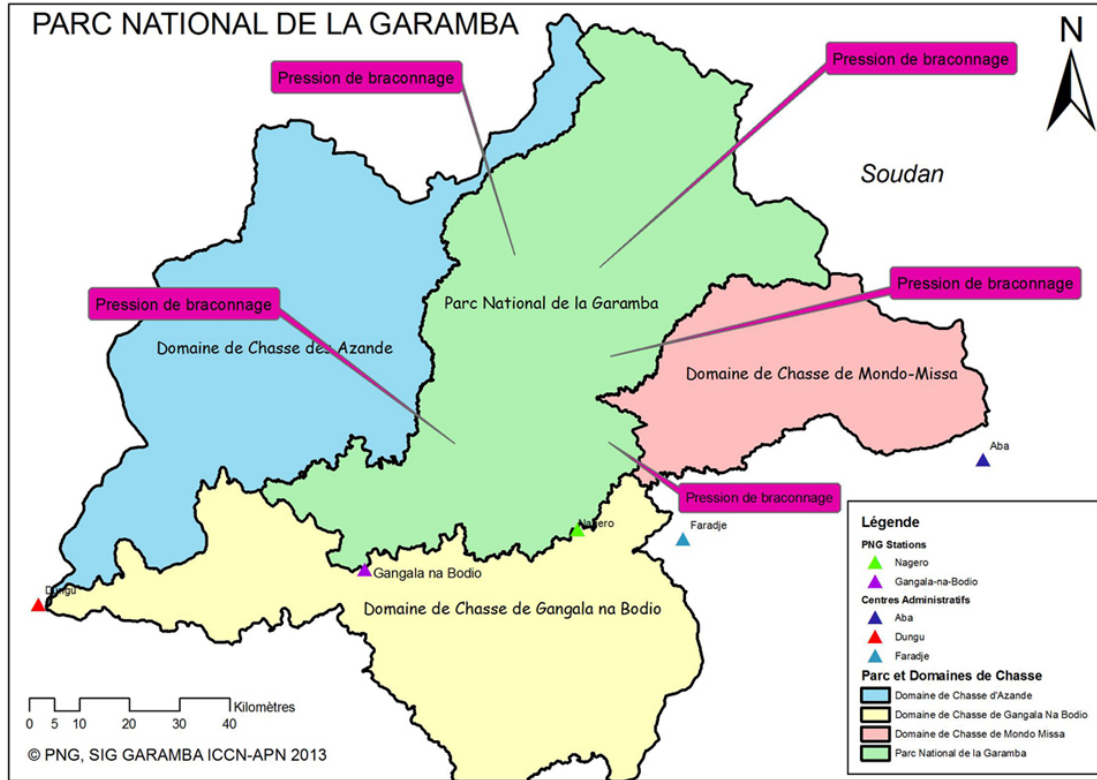 PARC NATIONAL DE LA GARAMBA
N
Pression de braconnage
Pression de braconnage
Soudan
Pression de braconnage
Pression de braconnage
Parc National de la Garamba
Domaine de Chasse des Azande
Domaine de Chasse de Mondo-Missa
Aba
Pression de braconnage
Nagero
Faradje
Gangala na Bodio
Dungu
Domaine de Chasse de Gangala na Bodio
Kilomètres
0 5 10 20 30 40
© PNG, SIG GARAMBA ICCN-APN 2013
Légende
PNG Stations
Nagero
Gangala-na-Bodio
Centres Administratifs
Aba
Dungu
Faradje
Parc et Domaines de Chasse
Domaine de Chasse d'Azande
Domaine de Chasse de Gangala Na Bodio
Domaine de Chasse de Mondo Missa
Parc National de la Garamba